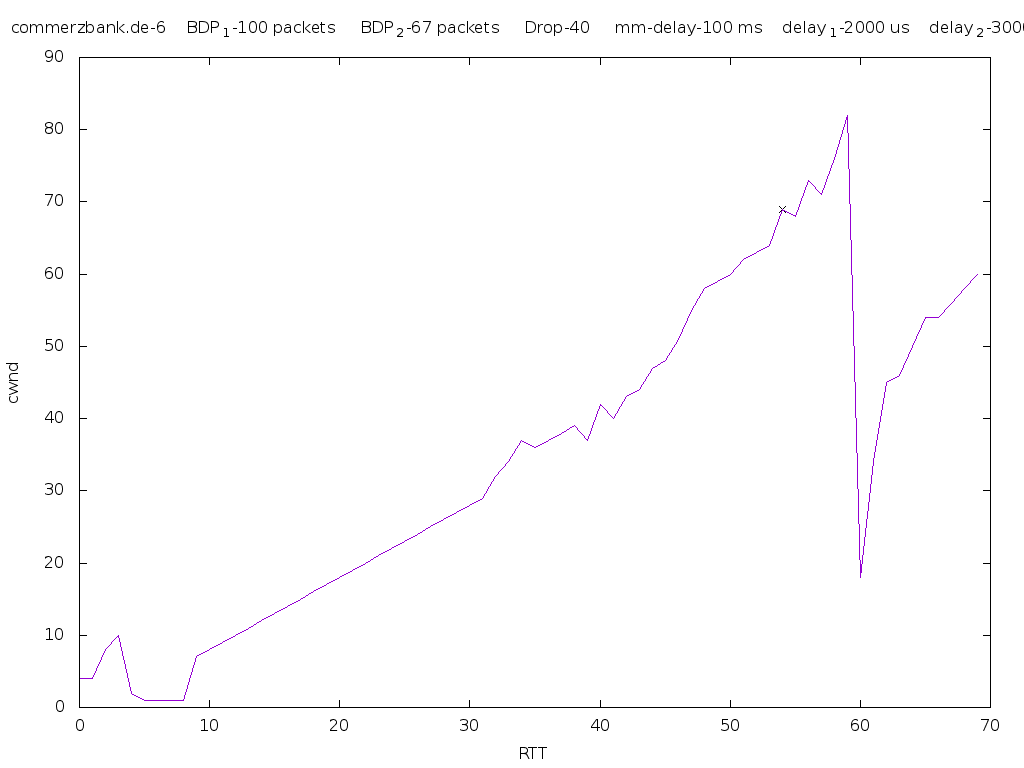 commerzbank.de-6 BDP1-100 packets BDP2-67 packets Drop-40 mm-delay-100 ms delay1-2000 us delay2-3000
90
80
70
60
50
40
30
20
10
0
cwnd
0 10 20 30 40 50 60 70
RTT